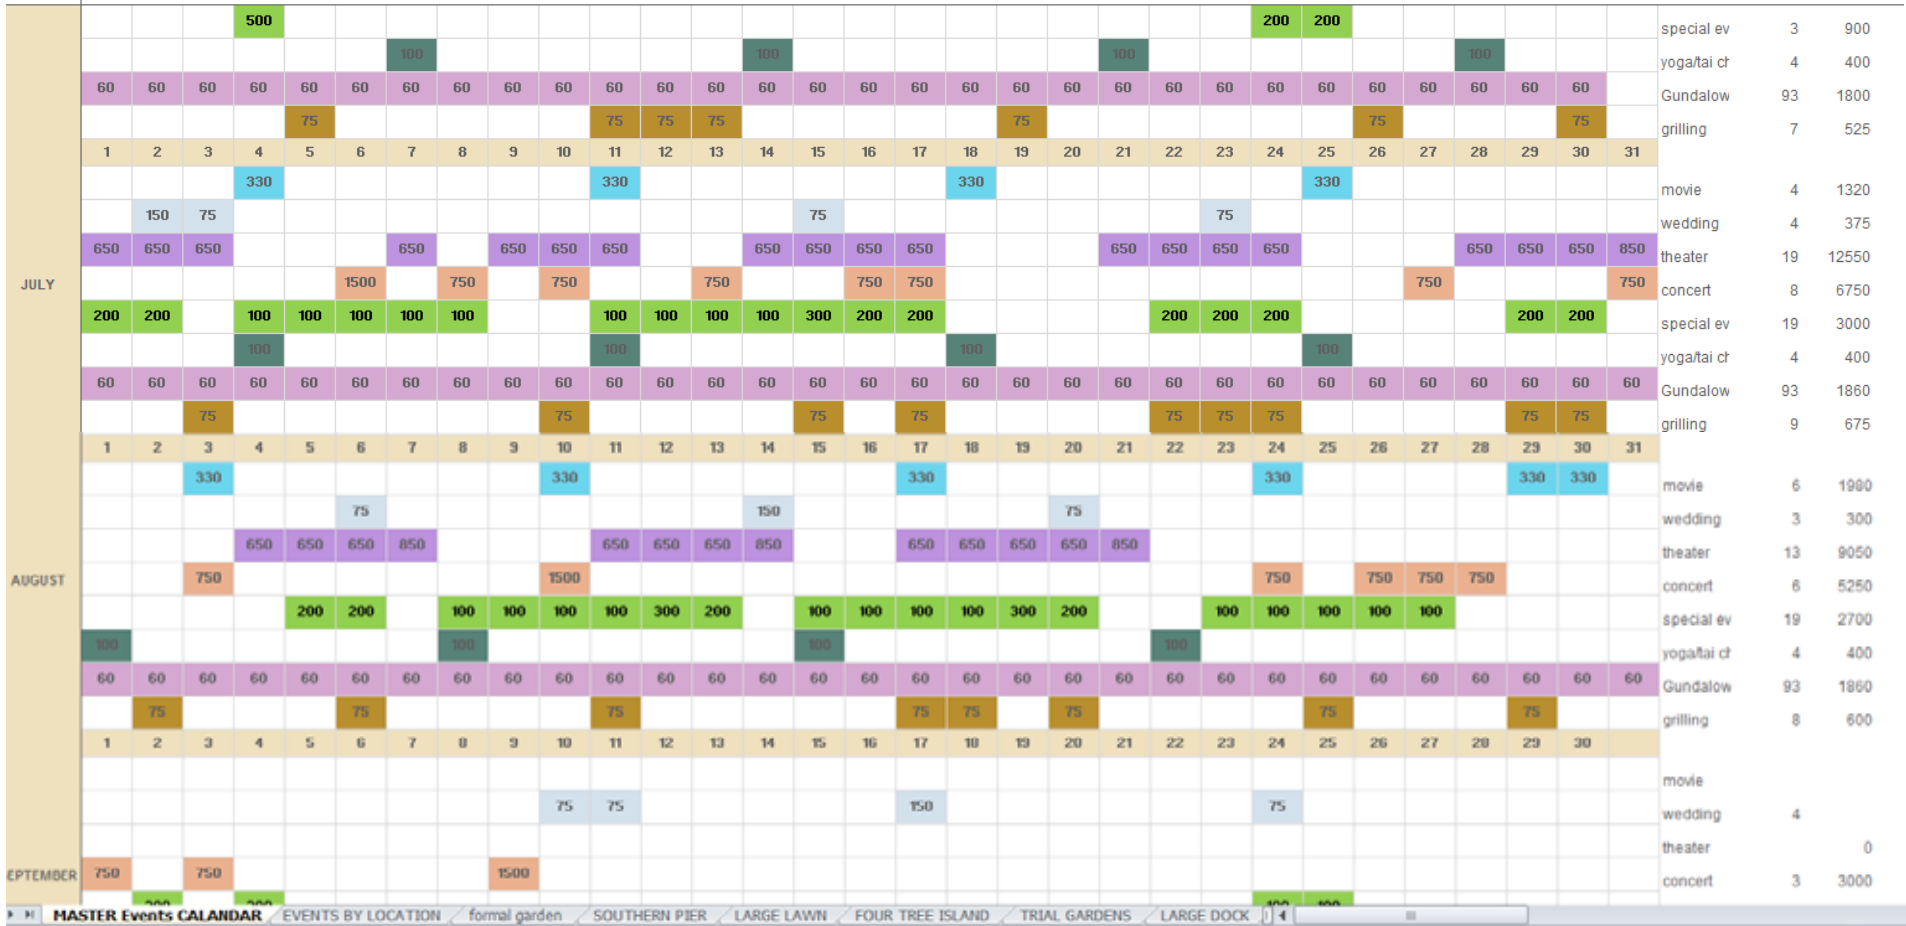 500 200 200 special ev 3 900
100 100 100 100 yoga/tai ch 4 400
60 60 60 60 60 60 60 60 60 60 60 60 60 60 60 60 60 60 60 60 60 60 60 60 60 60 60 60 60 60 Gundalow 93 1800
75 75 75 75 75 75 75 grilling 7 525
1 2 3 4 5 6 7 8 9 10 11 12 13 14 15 16 17 18 19 20 21 22 23 24 25 26 27 28 29 30 31
330 330 330 330 movie 4 1320
150 75 75 75 wedding 4 375
650 650 650 650 650 650 650 650 650 650 650 650 650 650 650 650 650 650 850 theater 19 12550
JULY 1500 750 750 750 750 750 750 750 concert 8 6750
200 200 100 100 100 100 100 100 100 100 100 300 200 200 200 200 200 200 200 special ev 19 3000
100 100 100 100 yoga/tai ch 4 400
60 60 60 60 60 60 60 60 60 60 60 60 60 60 60 60 60 60 60 60 60 60 60 60 60 60 60 60 60 60 60 Gundalow 93 1860
75 75 75 75 75 75 75 75 75 grilling 9 675
1 2 3 4 5 6 7 8 9 10 11 12 13 14 15 16 17 18 19 20 21 22 23 24 25 26 27 28 29 30 31
330 330 330 330 330 330 movie 6 1980
75 150 75 wedding 3 300
650 650 650 850 650 650 650 850 650 650 650 650 850 theater 13 9050
AUGUST 750 1500 750 750 750 750 concert 6 5250
200 200 100 100 100 100 300 200 100 100 100 100 300 200 100 100 100 100 100 special ev 19 2700
100 100 100 100 yoga/tai ch 4 400
60 60 60 60 60 60 60 60 60 60 60 60 60 60 60 60 60 60 60 60 60 60 60 60 60 60 60 60 60 60 60 Gundalow 93 1860
75 75 75 75 75 75 75 75 grilling 8 600
1 2 3 4 5 6 7 8 9 10 11 12 13 14 15 16 17 18 19 20 21 22 23 24 25 26 27 28 29 30
movie
75 75 150 75 wedding 4
theater 0
EPTEMBER 750 750 1500 concert 3 3000
200 200 100 100
MASTER Events CALANDAR EVENTS BY LOCATION formal garden SOUTHERN PIER LARGE LAWN FOUR TREE ISLAND TRIAL GARDENS LARGE DOCK